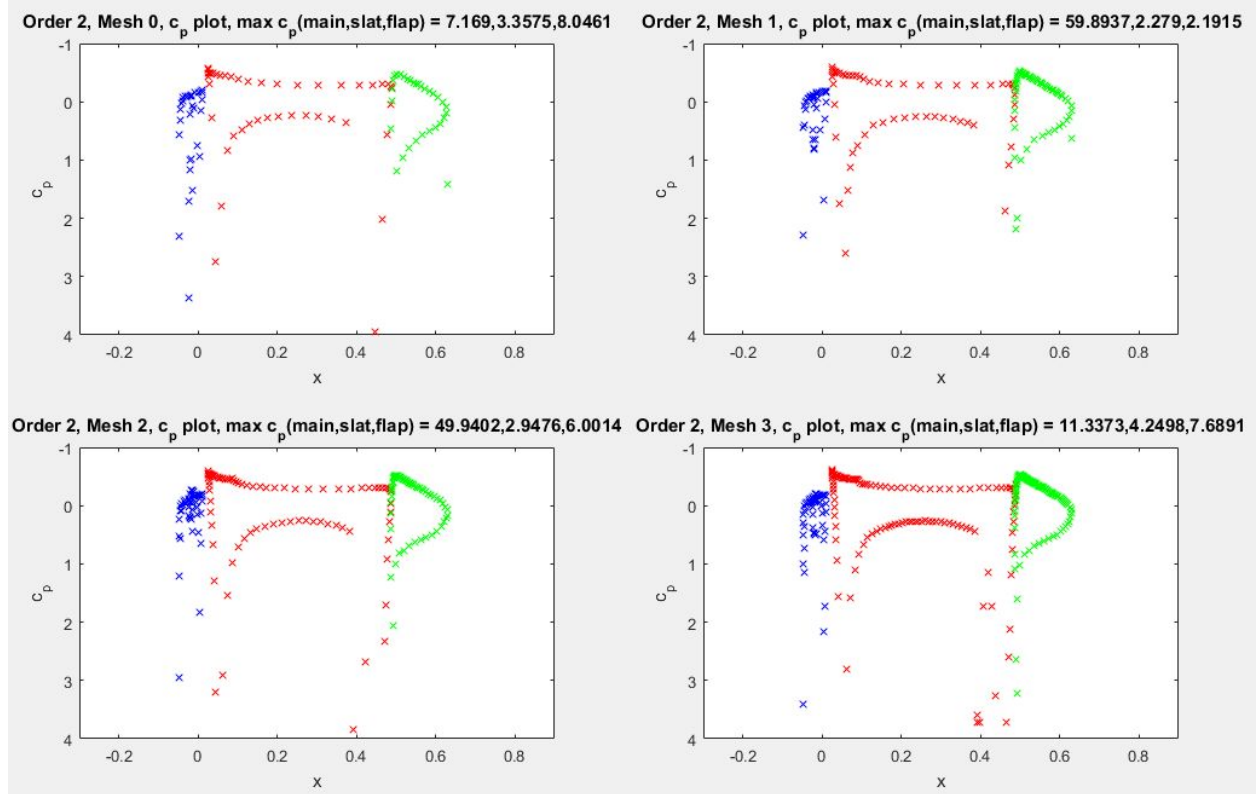 Order 2, Mesh 0, c_p plot, max c_p(main,slat,flap) = 7.169,3.3575,8.0461
-1
0
1
2
3
4
c_p
-0.2 0 0.2 0.4 0.6 0.8
x
Order 2, Mesh 1, c_p plot, max c_p(main,slat,flap) = 59.8937,2.279,2.1915
-1
0
1
2
3
4
c_p
-0.2 0 0.2 0.4 0.6 0.8
x
Order 2, Mesh 2, c_p plot, max c_p(main,slat,flap) = 49.9402,2.9476,6.0014
-1
0
1
2
3
4
c_p
-0.2 0 0.2 0.4 0.6 0.8
x
Order 2, Mesh 3, c_p plot, max c_p(main,slat,flap) = 11.3373,4.2498,7.6891
-1
0
1
2
3
4
c_p
-0.2 0 0.2 0.4 0.6 0.8
x